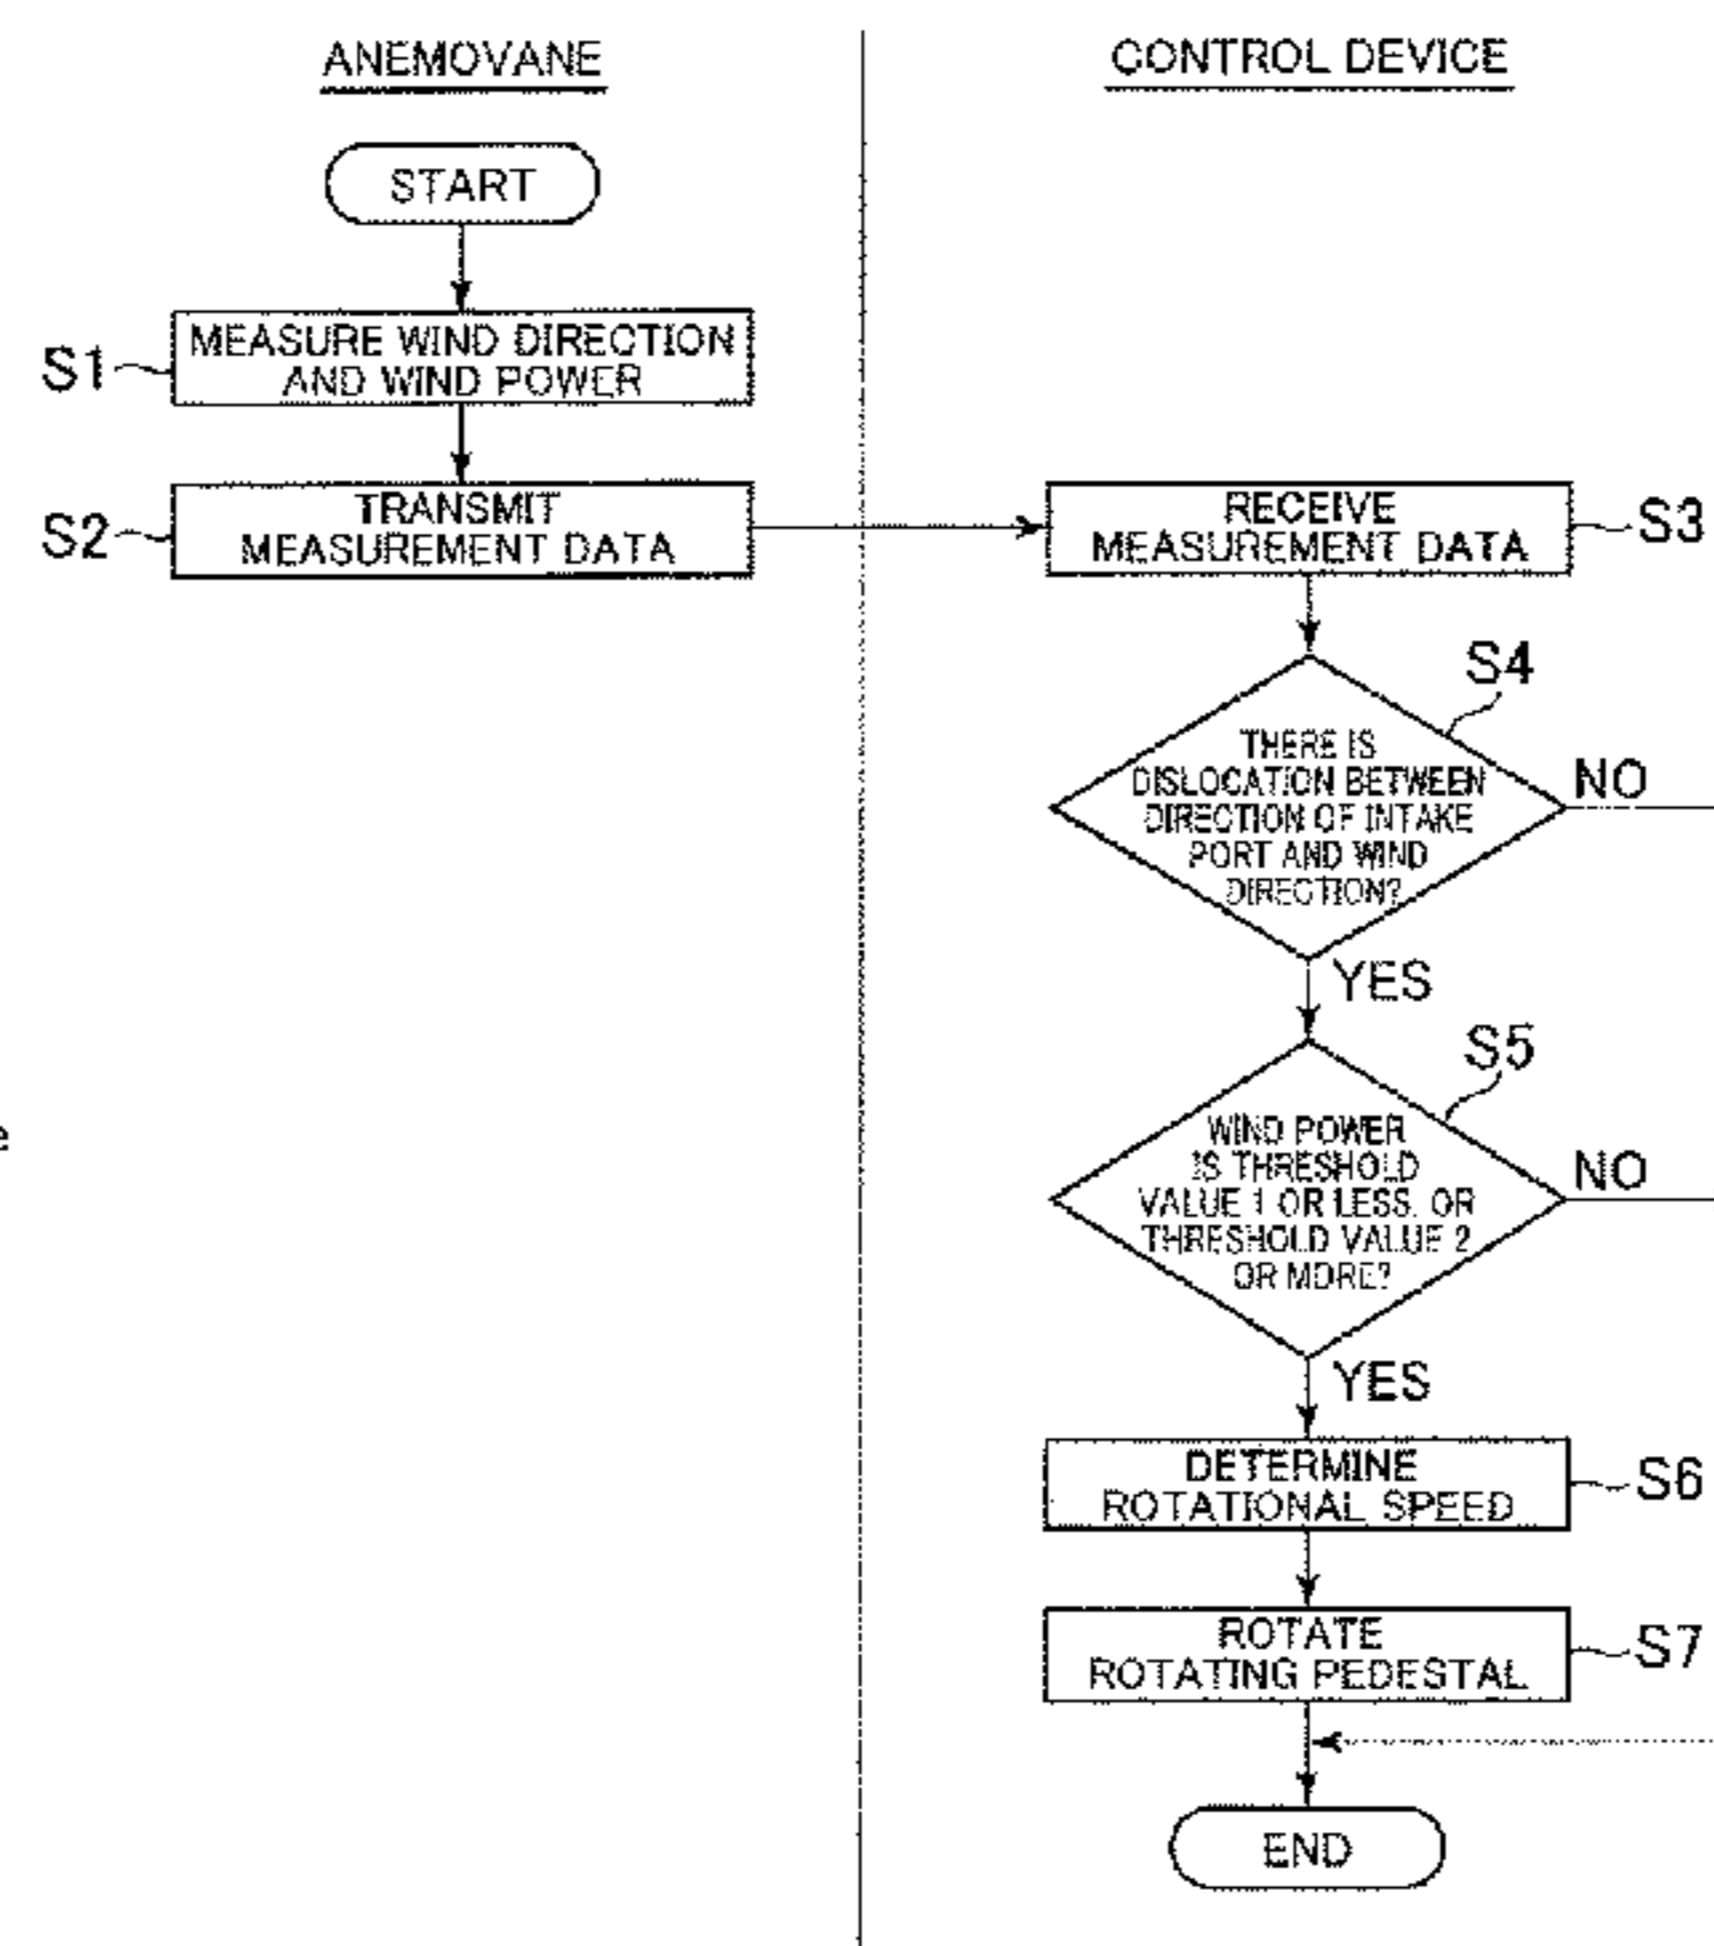 ANEMOVANE
START
S1
MEASURE WIND DIRECTION
AND WIND POWER
S2
TRANSMIT
MEASUREMENT DATA
CONTROL DEVICE
RECEIVE
MEASUREMENT DATA
S3
S4
THERE IS
DISLOCATION BETWEEN
DIRECTION OF INTAKE
PORT AND WIND
DIRECTION?
NO
YES
S5
WIND POWER
IS THRESHOLD
VALUE 1 OR LESS, OR
THRESHOLD VALUE 2
OR MORE?
NO
YES
DETERMINE
ROTATIONAL SPEED
S6
ROTATE
ROTATING PEDESTAL
S7
END